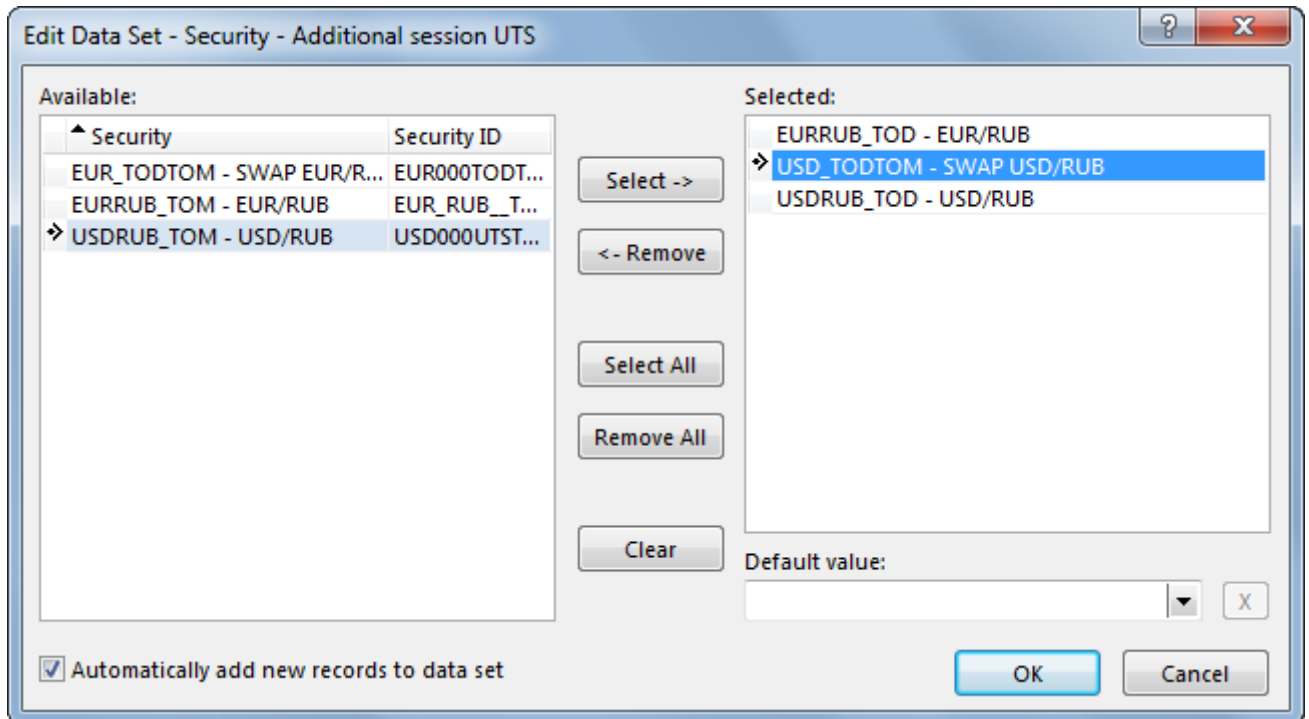 Edit Data Set - Security - Additional session UTS
?
X
Available:
Security Security ID
EUR_TODTOM - SWAP EUR/R... EUR000TODT...
EURRUB_TOM - EUR/RUB EUR_RUB__T...
USDRUB_TOM - USD/RUB USD000UTST...
Select ->
<- Remove
Select All
Remove All
Clear
Selected:
EURRUB_TOD - EUR/RUB
USD_TODTOM - SWAP USD/RUB
USDRUB_TOD - USD/RUB
Default value:
X
Automatically add new records to data set
OK
Cancel